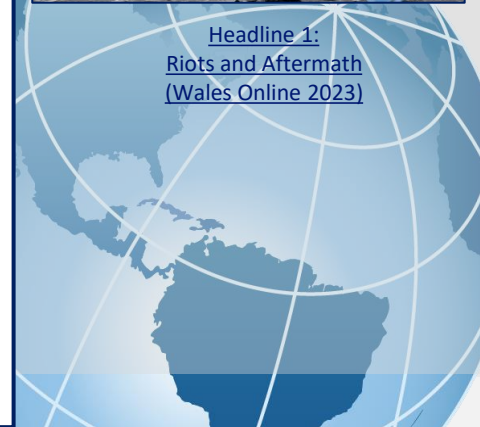 Headline 1:
Riots and Aftermath
(Wales Online 2023)